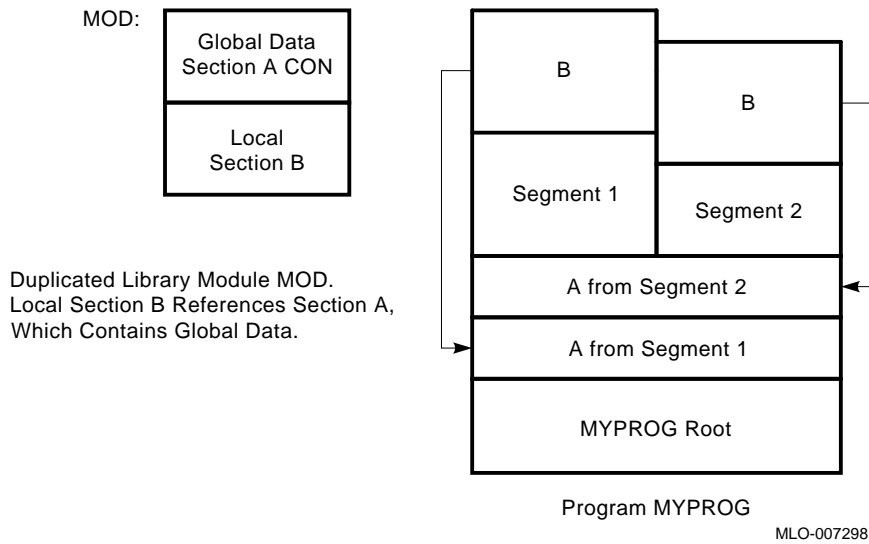 MOD:
Global Data
Section A CON
Local
Section B
Duplicated Library Module MOD.
Local Section B References Section A,
Which Contains Global Data.
B
B
Segment 1
Segment 2
A from Segment 2
A from Segment 1
MYPROG Root
Program MYPROG
MLO-007298